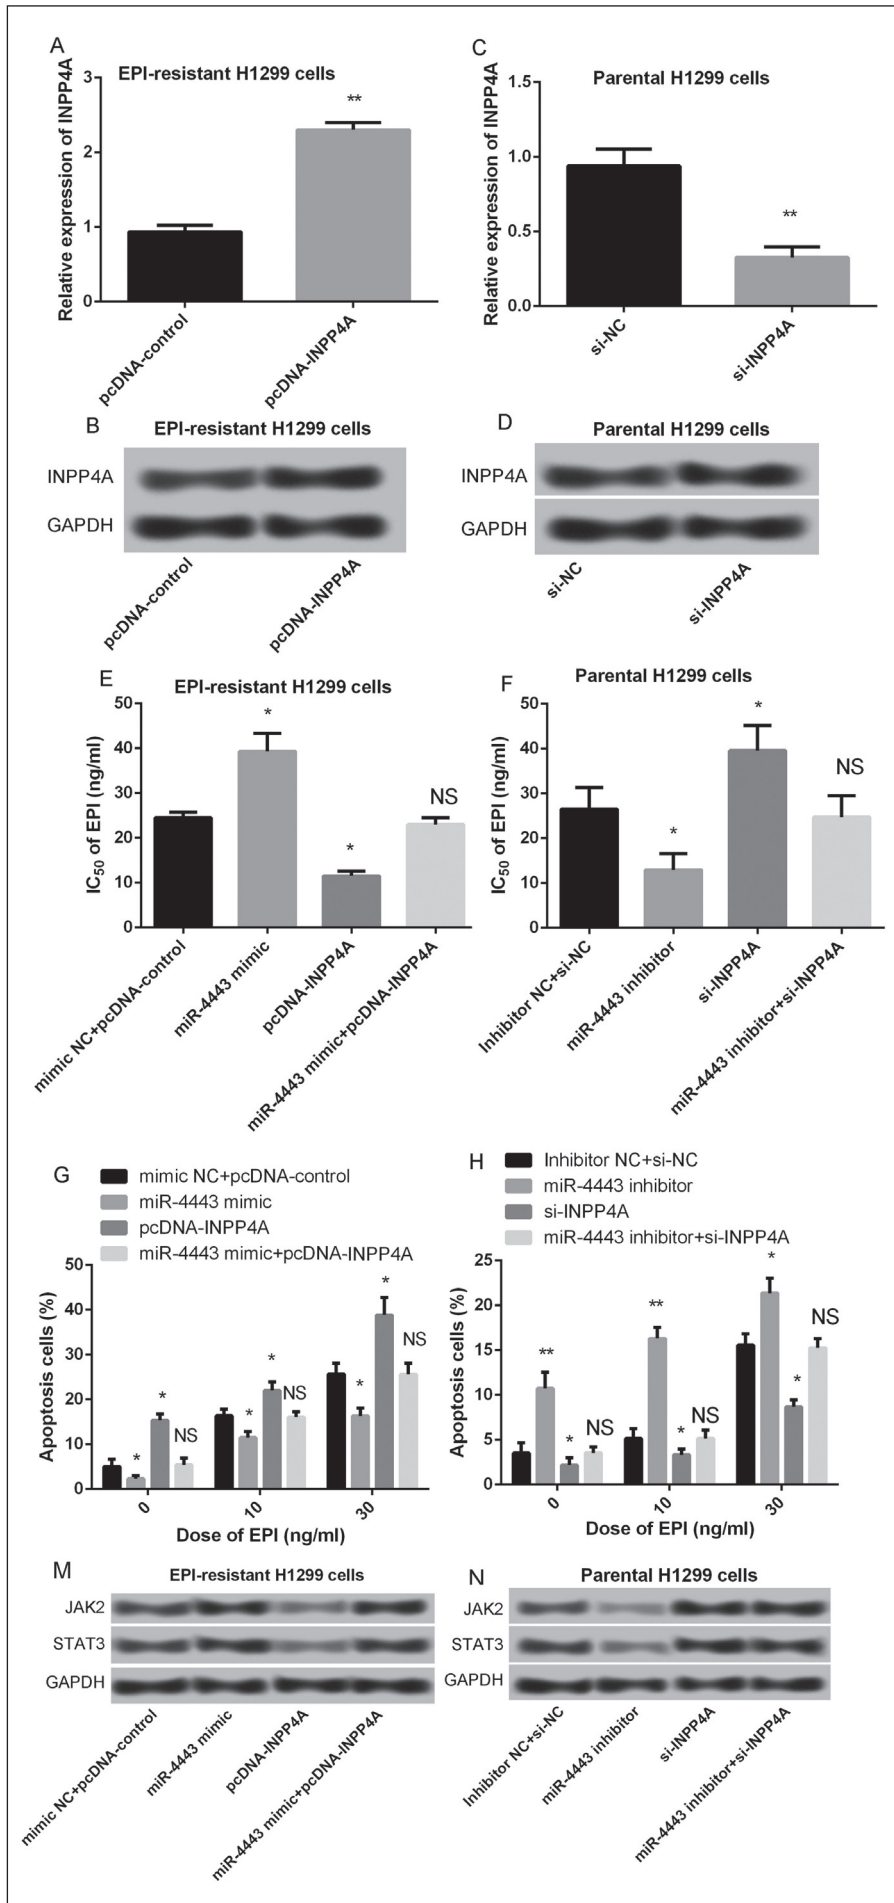 A
EPI-resistant H1299 cells
Relative expression of INPP4A
3
2
1
0
**
pcDNA-control
pcDNA-INPP4A
C
Parental H1299 cells
Relative expression of INPP4A
1.5
1.0
0.5
0.0
**
si-NC
si-INPP4A
B
EPI-resistant H1299 cells
INPP4A
GAPDH
pcDNA-control
pcDNA-INPP4A
D
Parental H1299 cells
INPP4A
GAPDH
si-NC
si-INPP4A
E
EPI-resistant H1299 cells
IC50 of EPI (ng/ml)
50
40
30
20
10
0
*
*
NS
mimic NC+pcDNA-control
miR-4443 mimic
pcDNA-INPP4A
miR-4443 mimic+pcDNA-INPP4A
F
Parental H1299 cells
IC50 of EPI (ng/ml)
50
40
30
20
10
0
*
*
NS
Inhibitor NC+si-NC
miR-4443 inhibitor
si-INPP4A
miR-4443 inhibitor+si-INPP4A
G
mimic NC+pcDNA-control
miR-4443 mimic
pcDNA-INPP4A
miR-4443 mimic+pcDNA-INPP4A
Apoptosis cells (%)
50
40
30
20
10
0
*
*
NS
*
*
NS
*
*
NS
0
10
30
Dose of EPI (ng/ml)
H
Inhibitor NC+si-NC
miR-4443 inhibitor
si-INPP4A
miR-4443 inhibitor+si-INPP4A
Apoptosis cells (%)
25
20
15
10
5
0
**
*
NS
**
*
NS
*
*
NS
0
10
30
Dose of EPI (ng/ml)
M
EPI-resistant H1299 cells
JAK2
STAT3
GAPDH
mimic NC+pcDNA-control
miR-4443 mimic
pcDNA-INPP4A
miR-4443 mimic+pcDNA-INPP4A
N
Parental H1299 cells
JAK2
STAT3
GAPDH
Inhibitor NC+si-NC
miR-4443 inhibitor
si-INPP4A
miR-4443 inhibitor+si-INPP4A